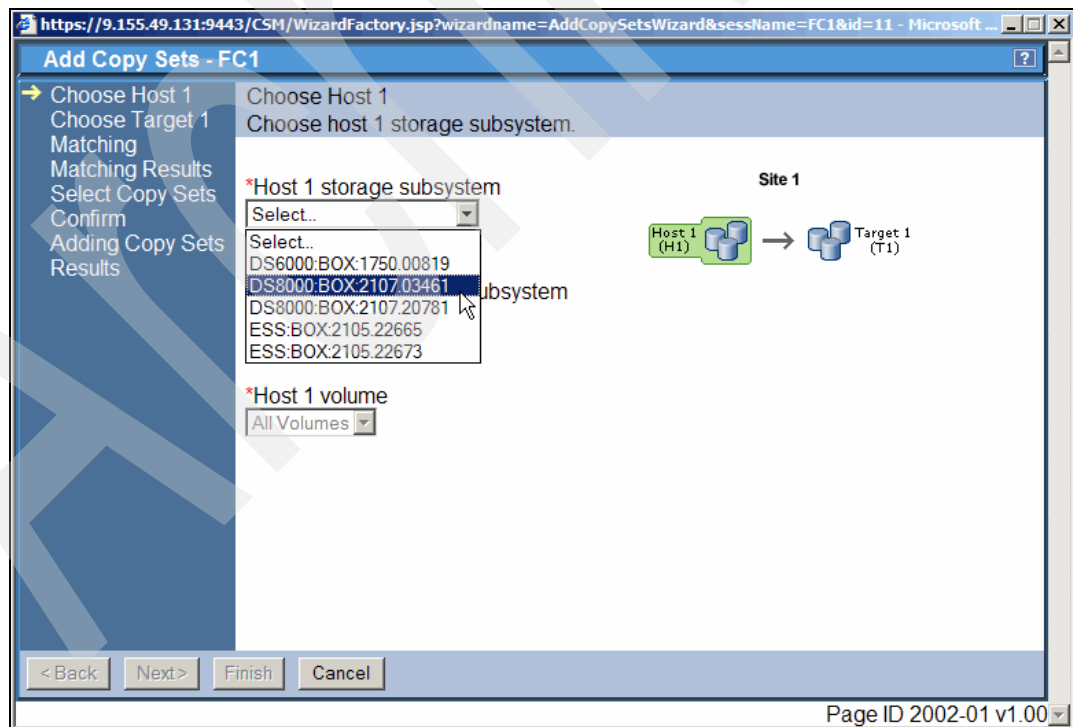 https://9.155.49.131:9443/CSM/WizardFactory.jsp?wizardname=AddCopySetsWizard&sessName=FC1&id=11 - Microsoft ...
Add Copy Sets - FC1
?
Choose Host 1
Choose Target 1
Matching
Matching Results
Select Copy Sets
Confirm
Adding Copy Sets
Results
Choose Host 1
Choose host 1 storage subsystem.
*Host 1 storage subsystem
Select...
Select...
DS6000:BOX:1750.00819
DS8000:BOX:2107.03461
DS8000:BOX:2107.20781
ESS:BOX:2105.22665
ESS:BOX:2105.22673
ubsystem
*Host 1 volume
All Volumes
Site 1
Host 1
(H1)
Target 1
(T1)
< Back
Next >
Finish
Cancel
Page ID 2002-01 v1.00